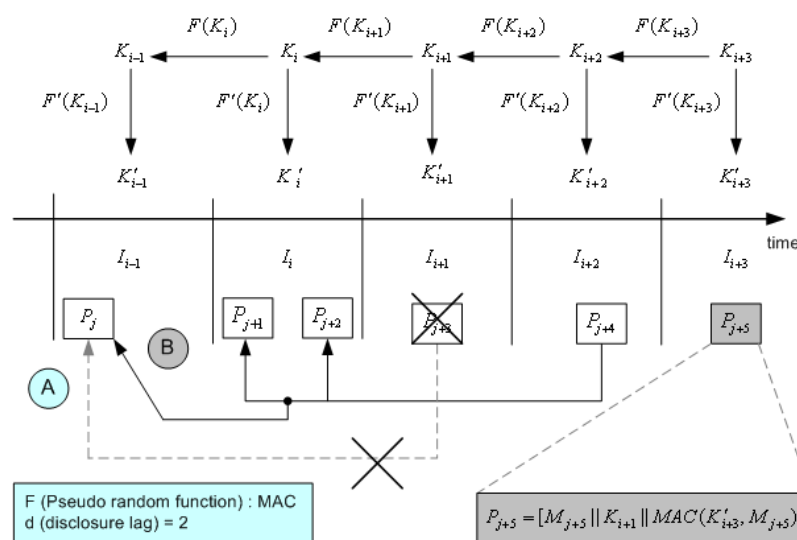 F(K_i) F(K_{i+1}) F(K_{i+2}) F(K_{i+3})
K_{i-1} K_i K_{i+1} K_{i+2} K_{i+3}
F'(K_{i-1}) F'(K_i) F'(K_{i+1}) F'(K_{i+2}) F'(K_{i+3})
K'_{i-1} K'_i K'_{i+1} K'_{i+2} K'_{i+3}
time
I_{i-1} I_i I_{i+1} I_{i+2} I_{i+3}
P_j P_{j+1} P_{j+2} P_{j+3} P_{j+4} P_{j+5}
B
A
F (Pseudo random function) : MAC
d (disclosure lag) = 2
P_{j+5} = [M_{j+5} || K_{i+1} || MAC(K'_{i+3}, M_{j+5})